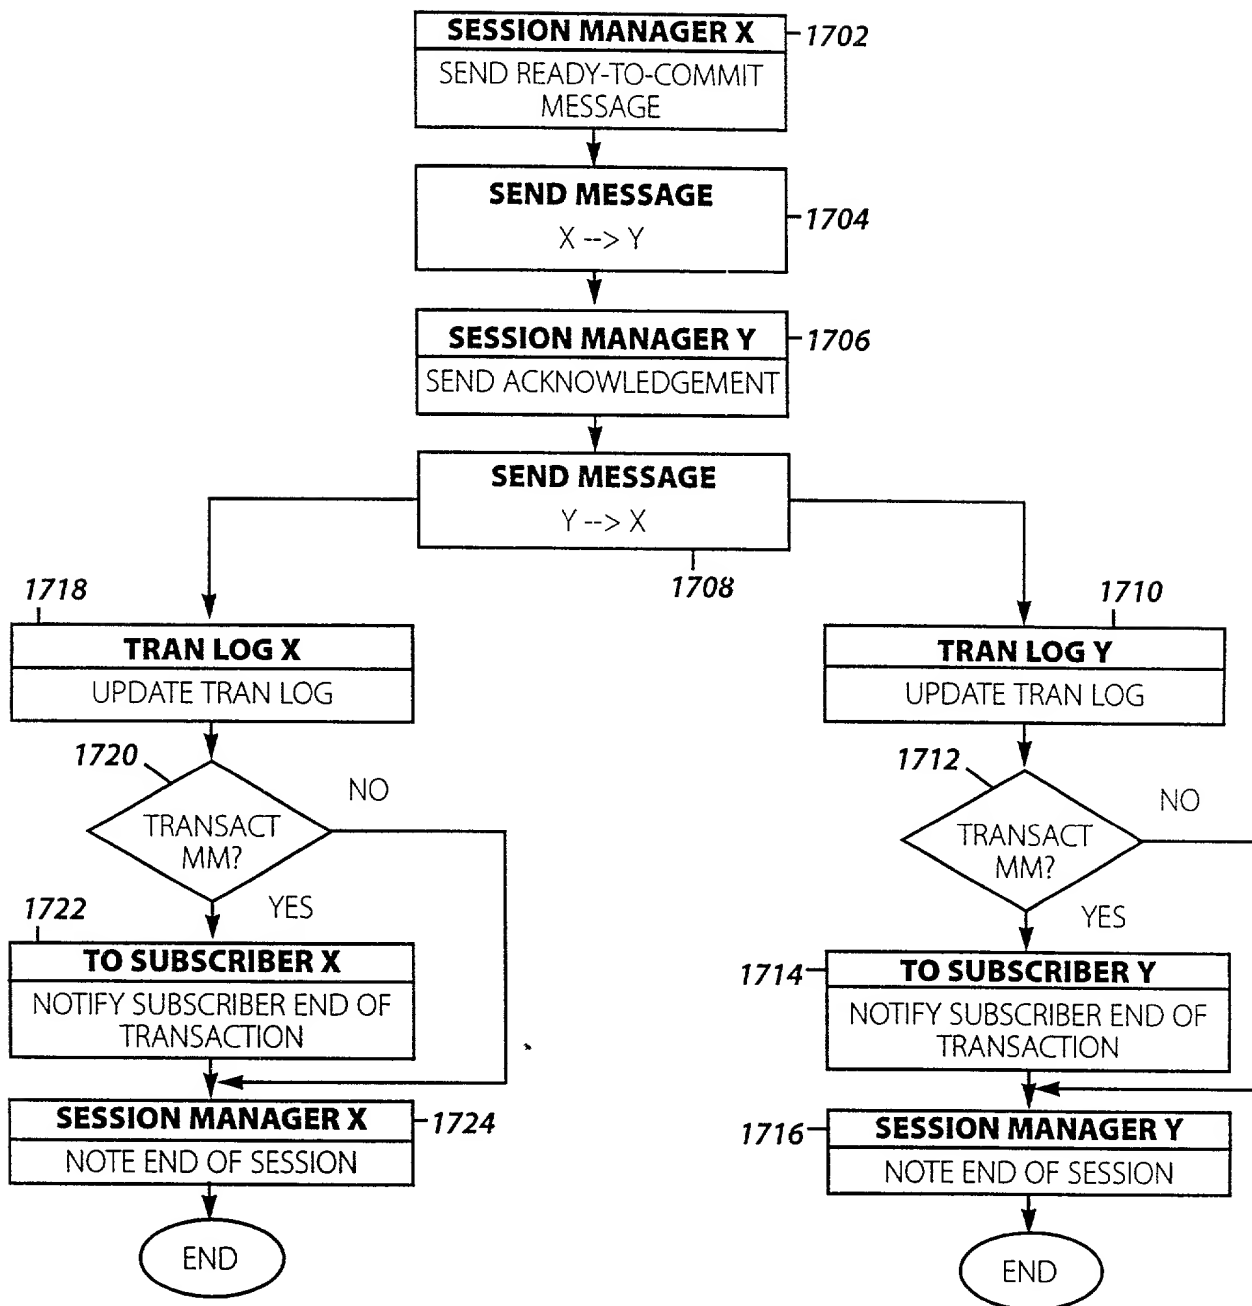 SESSION MANAGER X
1702
SEND READY-TO-COMMIT
MESSAGE
SEND MESSAGE
1704
X --> Y
SESSION MANAGER Y
1706
SEND ACKNOWLEDGEMENT
SEND MESSAGE
Y --> X
1708
1718
TRAN LOG X
UPDATE TRAN LOG
1720
NO
TRANSACT
MM?
YES
1722
TO SUBSCRIBER X
NOTIFY SUBSCRIBER END OF
TRANSACTION
SESSION MANAGER X
1724
NOTE END OF SESSION
END
1710
TRAN LOG Y
UPDATE TRAN LOG
1712
NO
TRANSACT
MM?
YES
1714
TO SUBSCRIBER Y
NOTIFY SUBSCRIBER END OF
TRANSACTION
1716
SESSION MANAGER Y
NOTE END OF SESSION
END